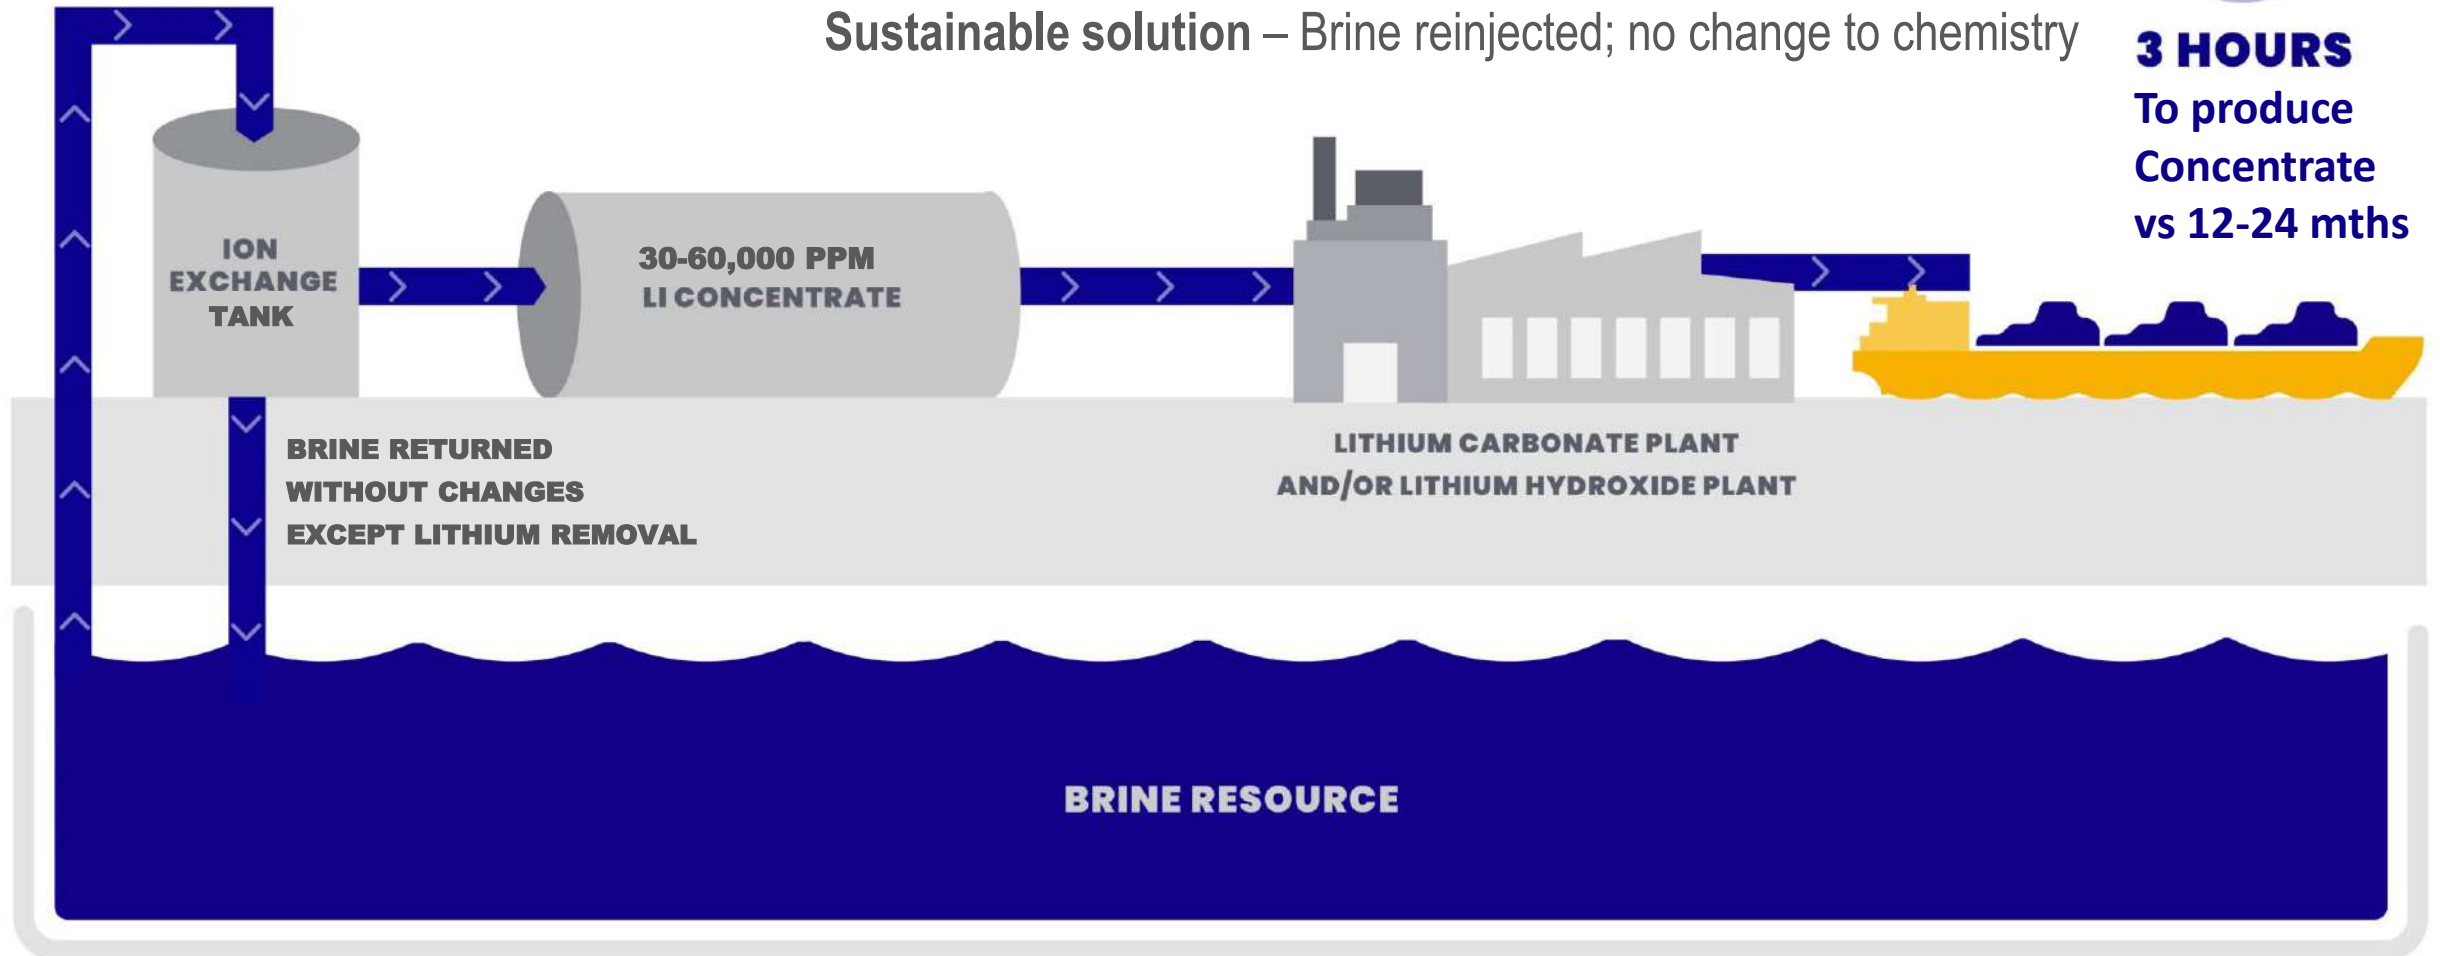 Sustainable solution – Brine reinjected; no change to chemistry
3 HOURS
To produce
Concentrate
vs 12-24 mths
ION
EXCHANGE
TANK
30-60,000 PPM
LI CONCENTRATE
BRINE RETURNED
WITHOUT CHANGES
EXCEPT LITHIUM REMOVAL
LITHIUM CARBONATE PLANT
AND/OR LITHIUM HYDROXIDE PLANT
BRINE RESOURCE